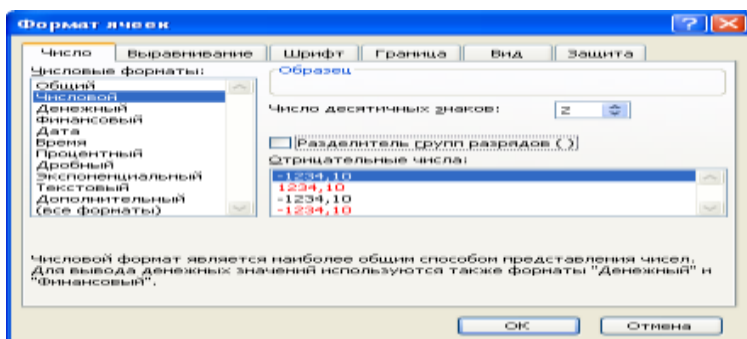 Формат ячеек
Число Выравнивание Шрифт Граница Вид Защита
Числовые форматы:
Общий
Числовой
Денежный
Финансовый
Дата
Время
Процентный
Дробный
Экспоненциальный
Текстовый
Дополнительный
(все форматы)
Образец
Число десятичных знаков: 2
Разделитель групп разрядов ( )
Отрицательные числа:
-1234,10
1234,10
-1234,10
-1234,10
Числовой формат является наиболее общим способом представления чисел.
Для вывода денежных значений используются также форматы "Денежный" и
"Финансовый".
ОК Отмена